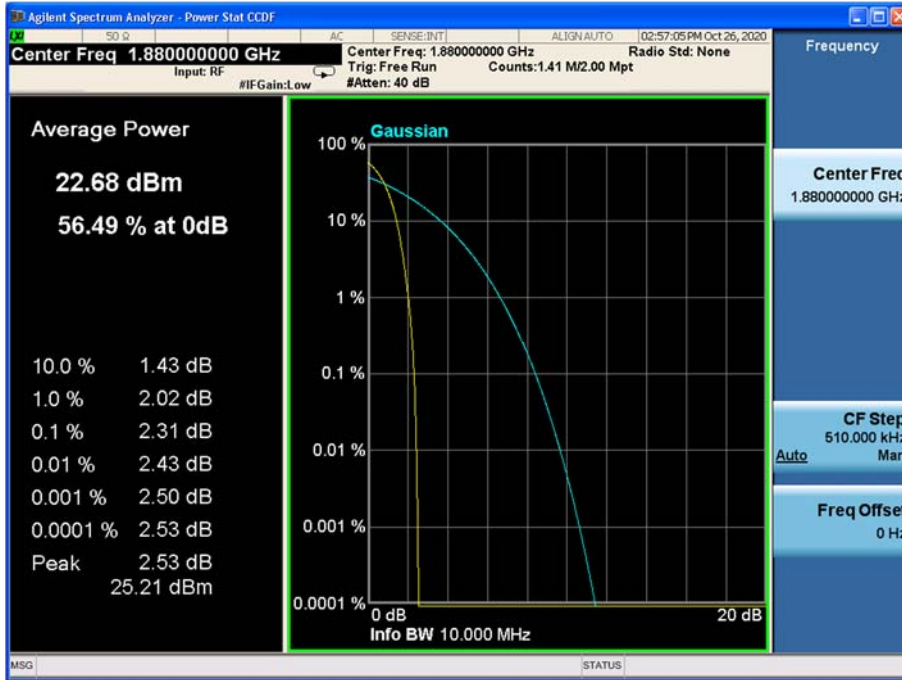 Agilent Spectrum Analyzer - Power Stat CCDF
LXI 50 Ω AC SENSE:INT ALIGN AUTO 02:57:05 PM Oct 26, 2020
Center Freq 1.880000000 GHz
Input: RF
#IFGain:Low
Center Freq: 1.880000000 GHz Radio Std: None
Trig: Free Run Counts:1.41 M/2.00 Mpt
#Atten: 40 dB
Frequency
Average Power
22.68 dBm
56.49 % at 0dB
10.0 % 1.43 dB
1.0 % 2.02 dB
0.1 % 2.31 dB
0.01 % 2.43 dB
0.001 % 2.50 dB
0.0001 % 2.53 dB
Peak 2.53 dB
25.21 dBm
Gaussian
100 %
10 %
1 %
0.1 %
0.01 %
0.001 %
0.0001 %
0 dB 20 dB
Info BW 10.000 MHz
Center Freq
1.880000000 GHz
CF Step
510.000 kHz
Auto Man
Freq Offset
0 Hz
MSG STATUS